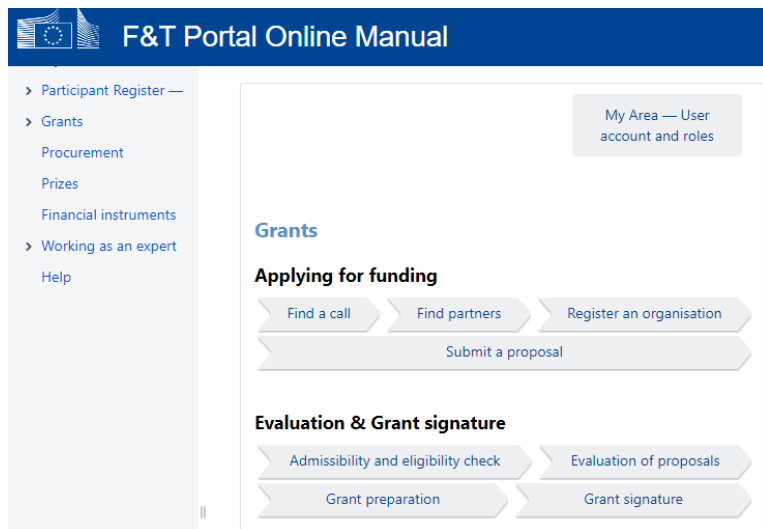 F&T Portal Online Manual
Participant Register —
Grants
Procurement
Prizes
Financial instruments
Working as an expert
Help
My Area — User
account and roles
Grants
Applying for funding
Find a call
Find partners
Register an organisation
Submit a proposal
Evaluation & Grant signature
Admissibility and eligibility check
Evaluation of proposals
Grant preparation
Grant signature